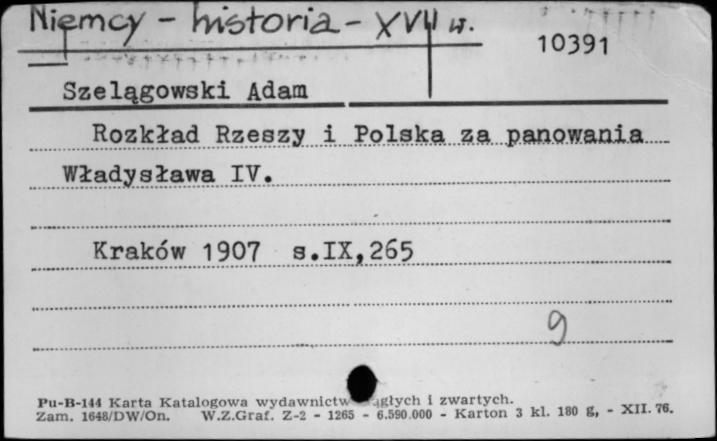 Niemcy - historia - XVII w.
10391
Szelągowski Adam
Rozkład Rzeszy i Polska za panowania
Władysława IV.
Kraków 1907 s.IX,265
9
Pu-B-144 Karta Katalogowa wydawnictw ągłych i zwartych.
Zam. 1648/DW/On. W.Z.Graf. Z-2 - 1265 - 6.590.000 - Karton 3 kl. 180 g, - XII. 76.